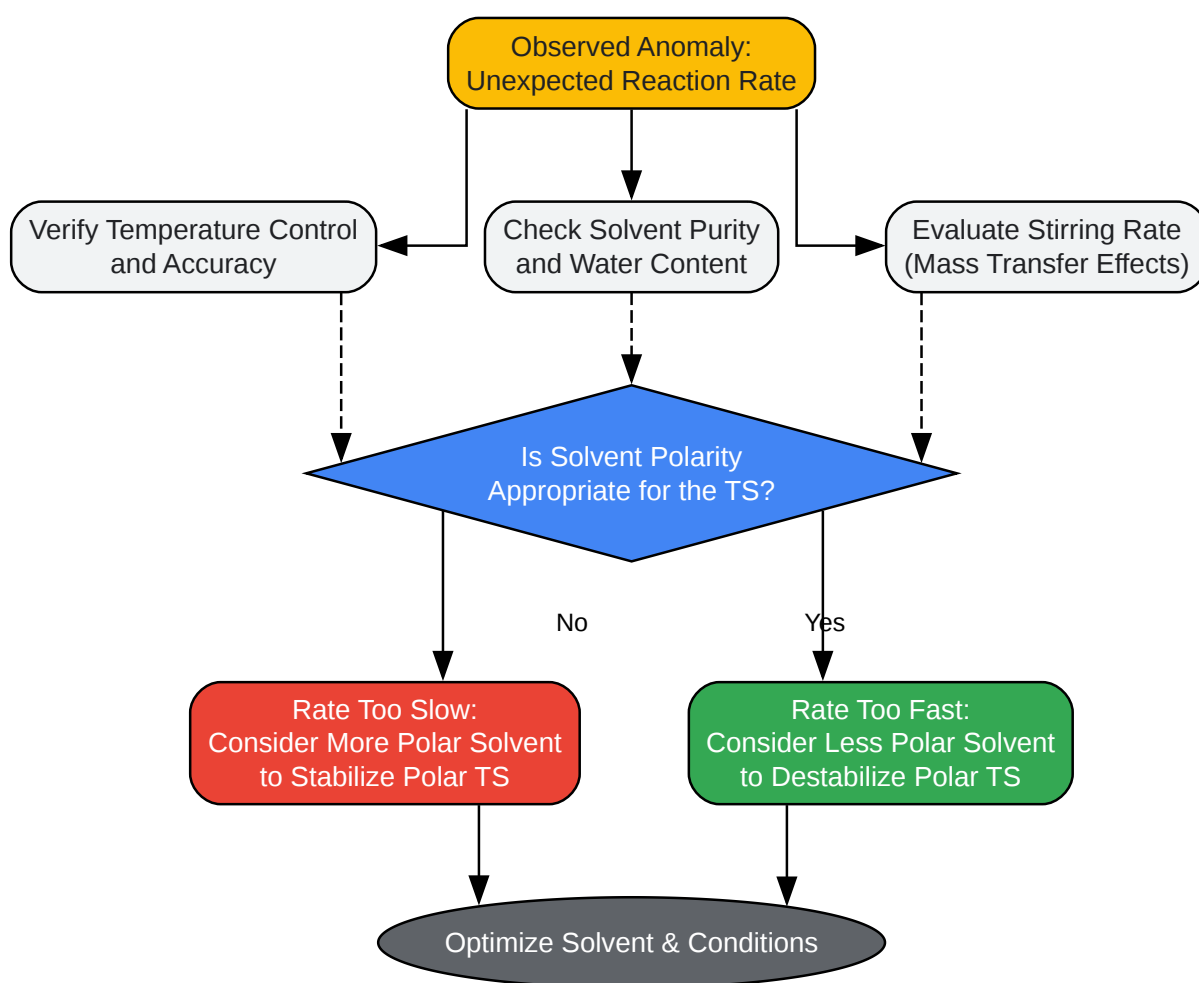 Observed Anomaly:
Unexpected Reaction Rate
Verify Temperature Control
and Accuracy
Check Solvent Purity
and Water Content
Evaluate Stirring Rate
(Mass Transfer Effects)
Is Solvent Polarity
Appropriate for the TS?
No
Yes
Rate Too Slow:
Consider More Polar Solvent
to Stabilize Polar TS
Rate Too Fast:
Consider Less Polar Solvent
to Destabilize Polar TS
Optimize Solvent & Conditions